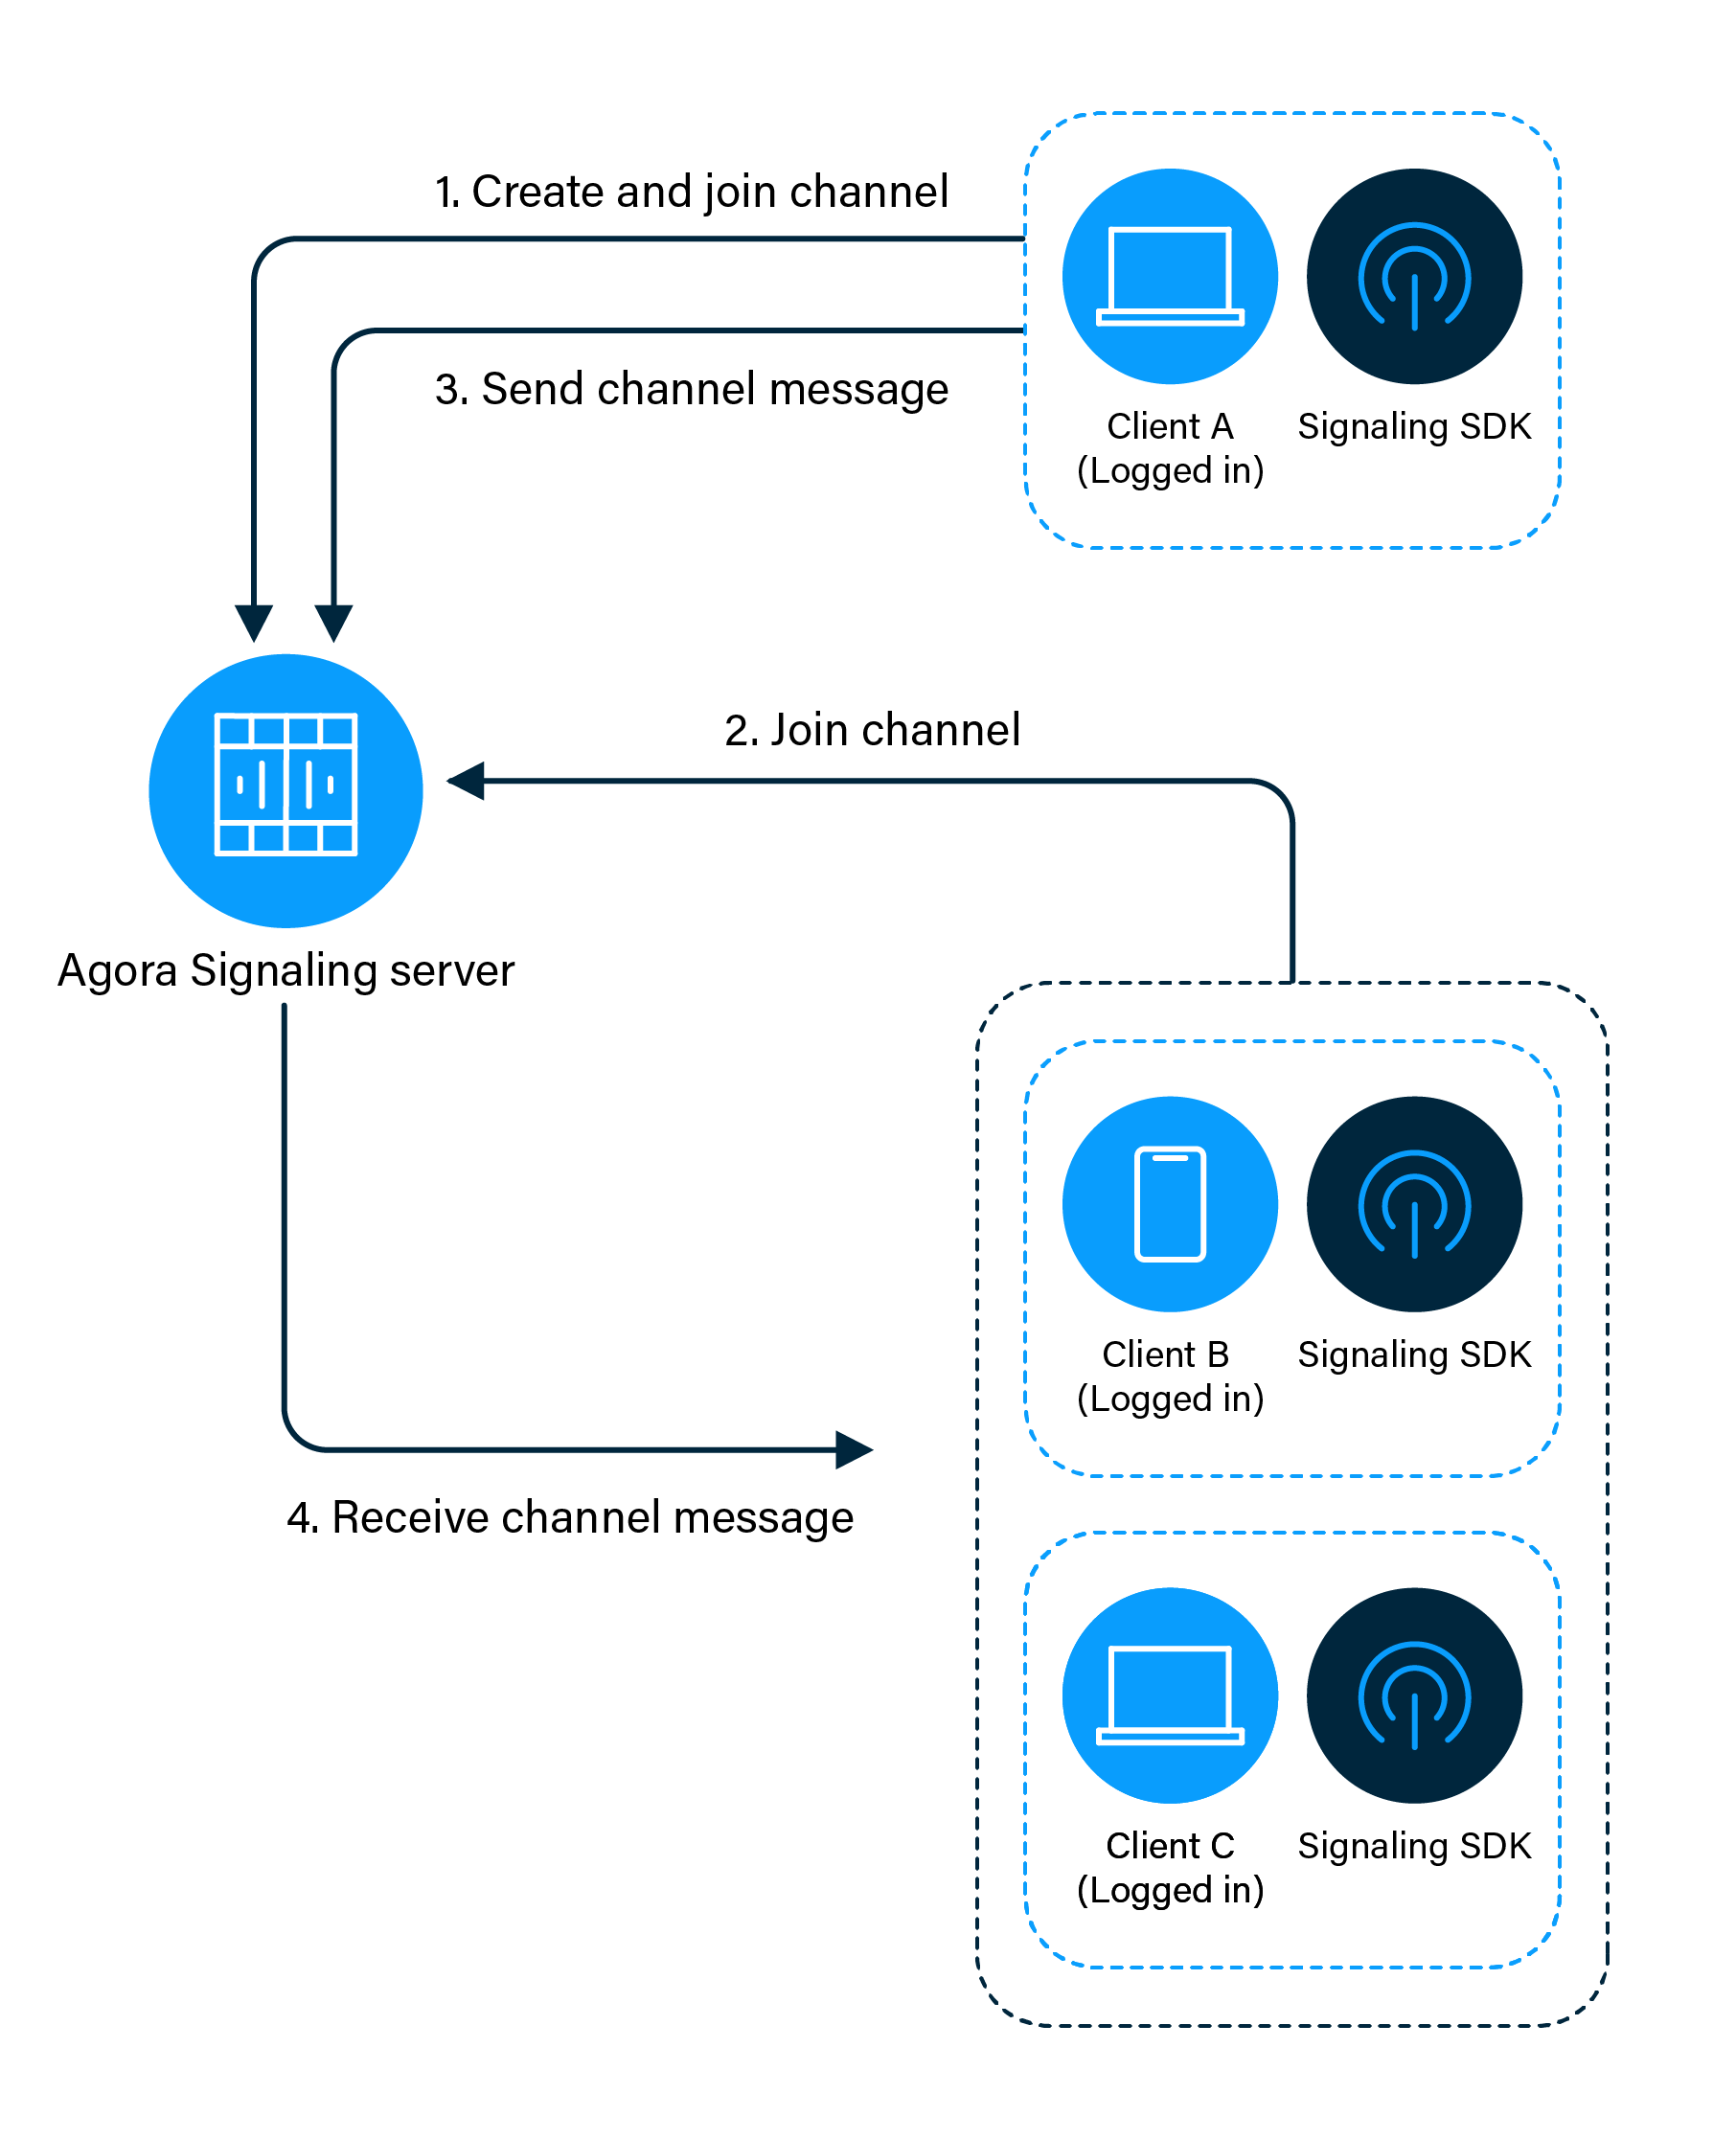 1. Create and join channel
3. Send channel message
Client A
(Logged in)
Signaling SDK
2. Join channel
Agora Signaling server
Client B
(Logged in)
Signaling SDK
4. Receive channel message
Client C
(Logged in)
Signaling SDK